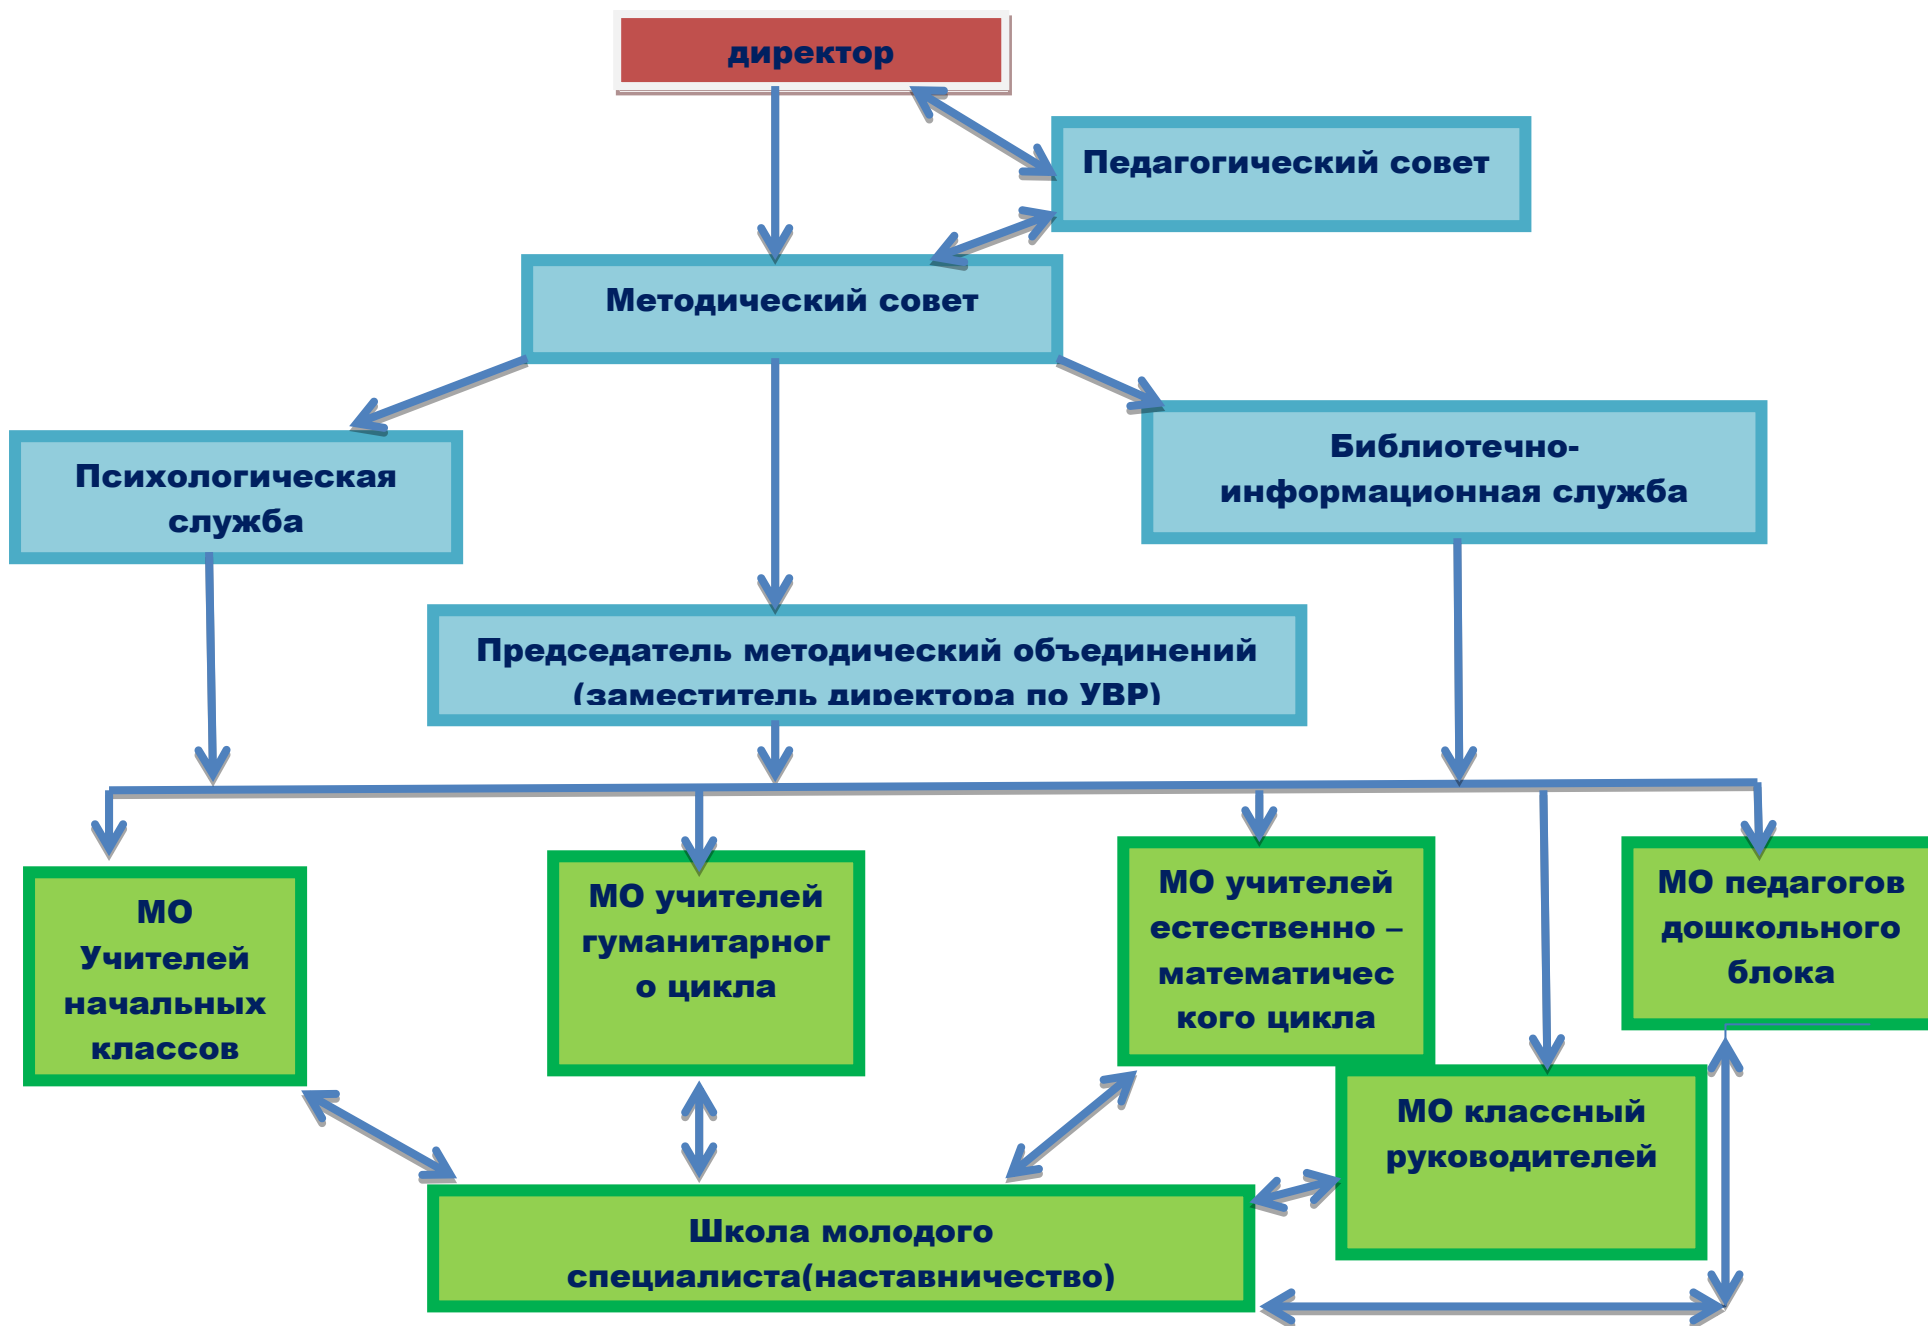 директор
Педагогический совет
Методический совет
Психологическая
служба
Библиотечно-
информационная служба
Председатель методический объединений
(заместитель директора по УВР)
МО
Учителей
начальных
классов
МО учителей
гуманитарног
о цикла
МО учителей
естественно –
математичес
кого цикла
МО педагогов
дошкольного
блока
МО классный
руководителей
Школа молодого
специалиста(наставничество)